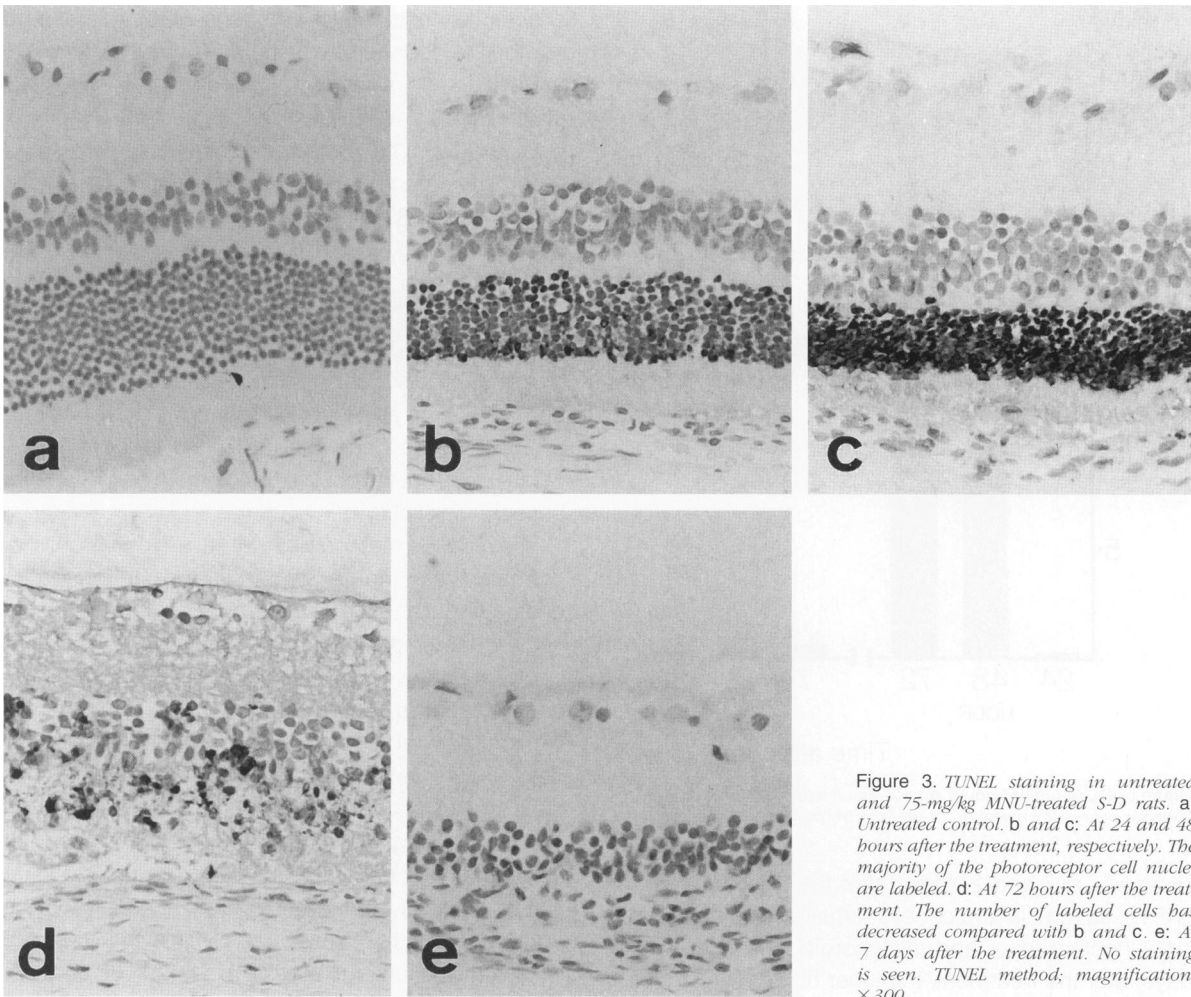 a
b
c
d
e
Figure 3. TUNEL staining in untreated
and 75-mg/kg MNU-treated S-D rats. a
Untreated control. b and c: At 24 and 48
hours after the treatment, respectively. The
majority of the photoreceptor cell nuclei
are labeled. d: At 72 hours after the treat
ment. The number of labeled cells has
decreased compared with b and c. e: A
7 days after the treatment. No staining
is seen. TUNEL method; magnification
×300